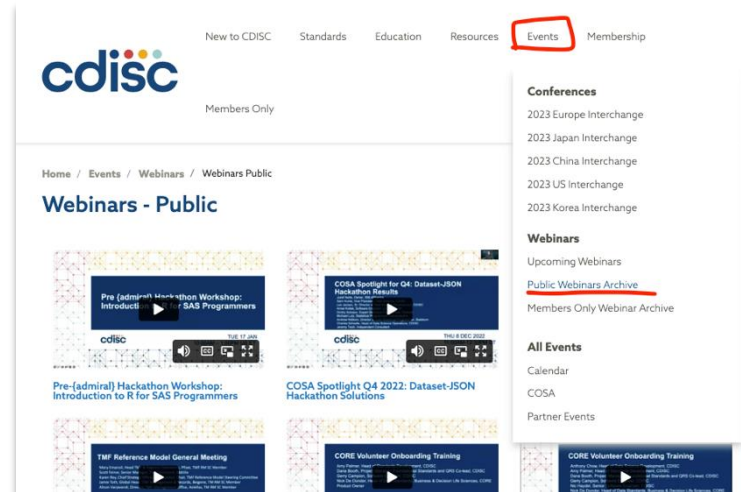 New to CDISC Standards Education Resources Events Membership
cdisc
Members Only
Conferences
2023 Europe Interchange
2023 Japan Interchange
2023 China Interchange
2023 US Interchange
2023 Korea Interchange
Webinars
Upcoming Webinars
Public Webinars Archive
Members Only Webinar Archive
All Events
Calendar
COSA
Partner Events
Home / Events / Webinars / Webinars Public
Webinars - Public
Pre {admiral} Hackathon Workshop:
Introduction to R for SAS Programmers
cdisc
TUE 17 JAN
CC
Pre-{admiral} Hackathon Workshop:
Introduction to R for SAS Programmers
COSA Spotlight for Q4: Dataset-JSON
Hackathon Results
cdisc
THU 8 DEC 2022
CC
COSA Spotlight Q4 2022: Dataset-JSON
Hackathon Solutions
TMF Reference Model General Meeting
CORE Volunteer Onboarding Training
CORE Volunteer Onboarding Training